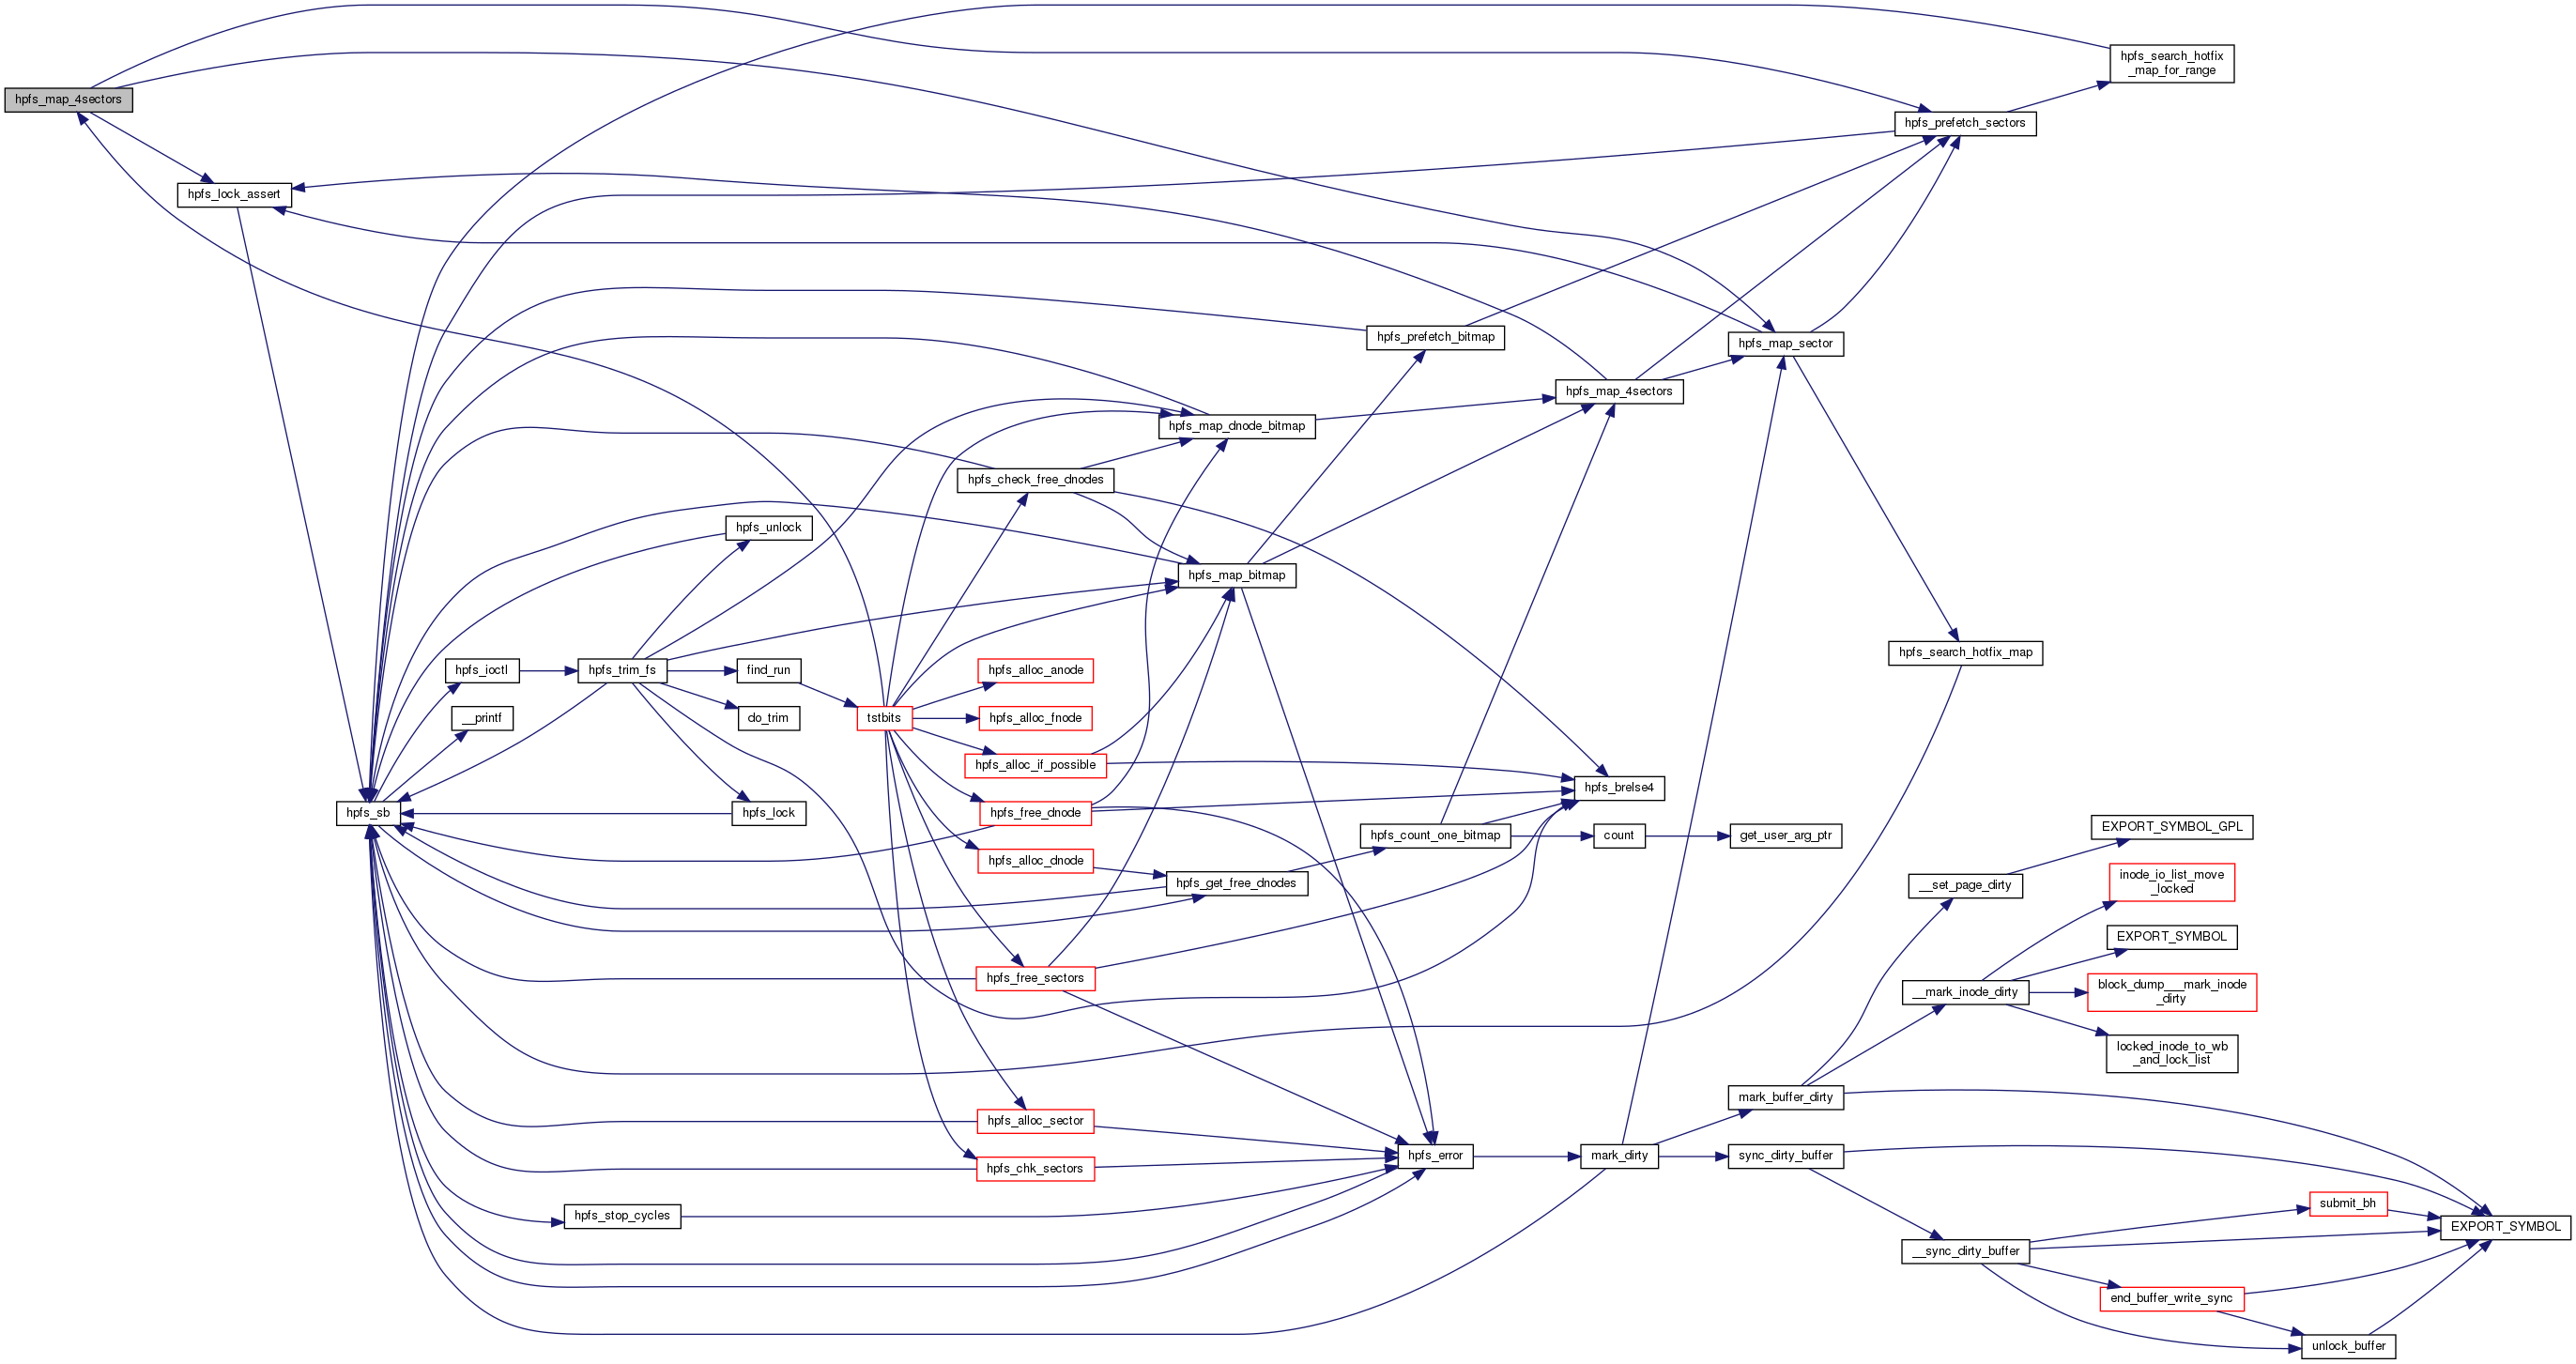 hpfs_map_4sectors
hpfs_lock_assert
hpfs_sb
hpfs_ioctl
__printf
hpfs_trim_fs
hpfs_stop_cycles
hpfs_unlock
find_run
do_trim
hpfs_lock
tstbits
hpfs_check_free_dnodes
hpfs_alloc_anode
hpfs_alloc_fnode
hpfs_alloc_if_possible
hpfs_free_dnode
hpfs_alloc_dnode
hpfs_free_sectors
hpfs_alloc_sector
hpfs_chk_sectors
hpfs_map_dnode_bitmap
hpfs_map_bitmap
hpfs_get_free_dnodes
hpfs_prefetch_bitmap
hpfs_count_one_bitmap
hpfs_error
hpfs_map_4sectors
hpfs_brelse4
count
mark_dirty
hpfs_map_sector
get_user_arg_ptr
mark_buffer_dirty
sync_dirty_buffer
hpfs_prefetch_sectors
hpfs_search_hotfix_map
__set_page_dirty
__mark_inode_dirty
__sync_dirty_buffer
hpfs_search_hotfix
_map_for_range
EXPORT_SYMBOL_GPL
inode_io_list_move
_locked
EXPORT_SYMBOL
block_dump___mark_inode
_dirty
locked_inode_to_wb
_and_lock_list
submit_bh
end_buffer_write_sync
unlock_buffer
EXPORT_SYMBOL